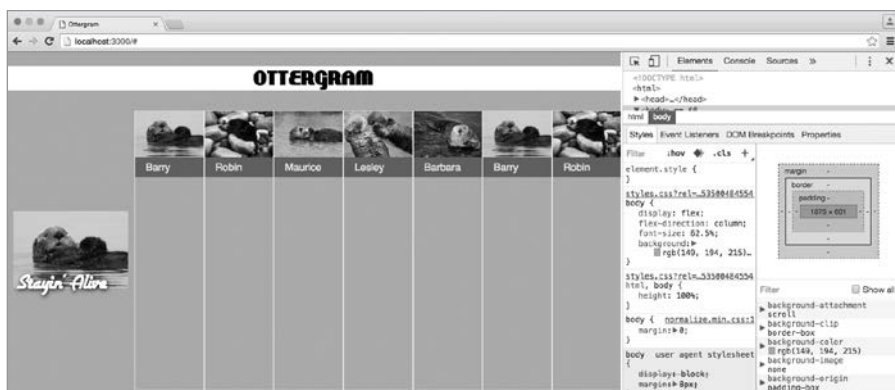 Ottergram
localhost:3000/#
OTTERGRAM
Barry
Robin
Maurice
Lesley
Barbara
Barry
Robin
Stayin' Alive
Elements Console Sources »
<!DOCTYPE html>
<html>
▶<head>…</head>
html body
Styles Event Listeners DOM Breakpoints Properties
Filter :hov .cls +
element.style {
}
styles.css?rel=…53500484554
body {
display: flex;
flex-direction: column;
font-size: 62.5%;
background:▶
rgb(149, 194, 215)…
}
styles.css?rel=…53500484554
html, body {
height: 100%;
}
body { normalize.min.css:1
margin:▶0;
}
body user agent stylesheet
{
display: block;
margin:▶8px;
margin -
border -
padding -
1870 × 601
Filter Show all
▶background-attachment
scroll
▶background-clip
border-box
▶background-color
rgb(149, 194, 215)
▶background-image
none
▶background-origin
padding-box